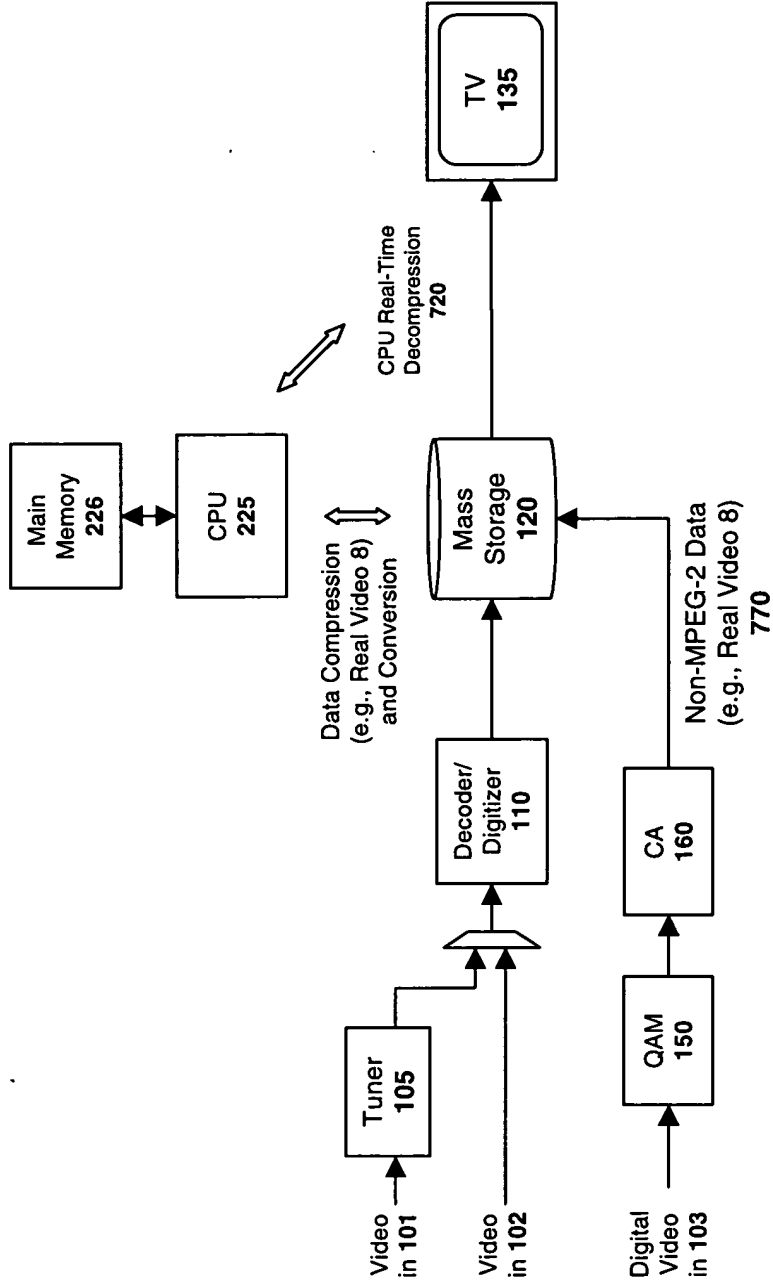 Main
Memory
226
CPU
225
Data Compression
(e.g., Real Video 8)
and Conversion
CPU Real-Time
Decompression
720
Video
in 101
Tuner
105
Video
in 102
Decoder/
Digitizer
110
Mass
Storage
120
TV
135
Digital
Video
in 103
QAM
150
CA
160
Non-MPEG-2 Data
(e.g., Real Video 8)
770